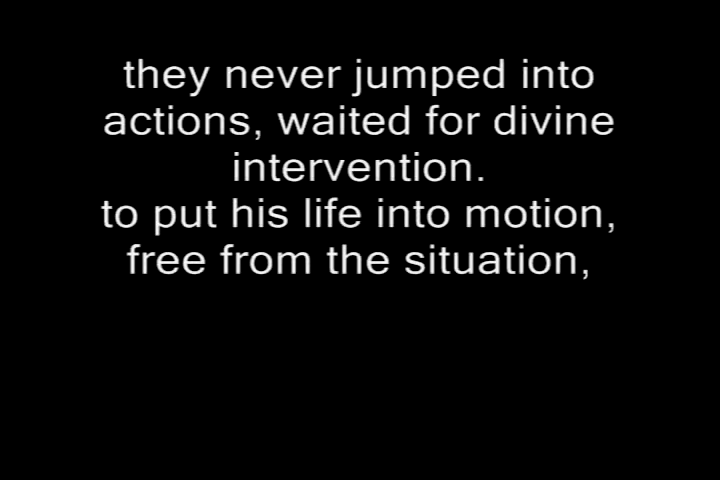 they never jumped into
actions, waited for divine
intervention.
to put his life into motion,
free from the situation,